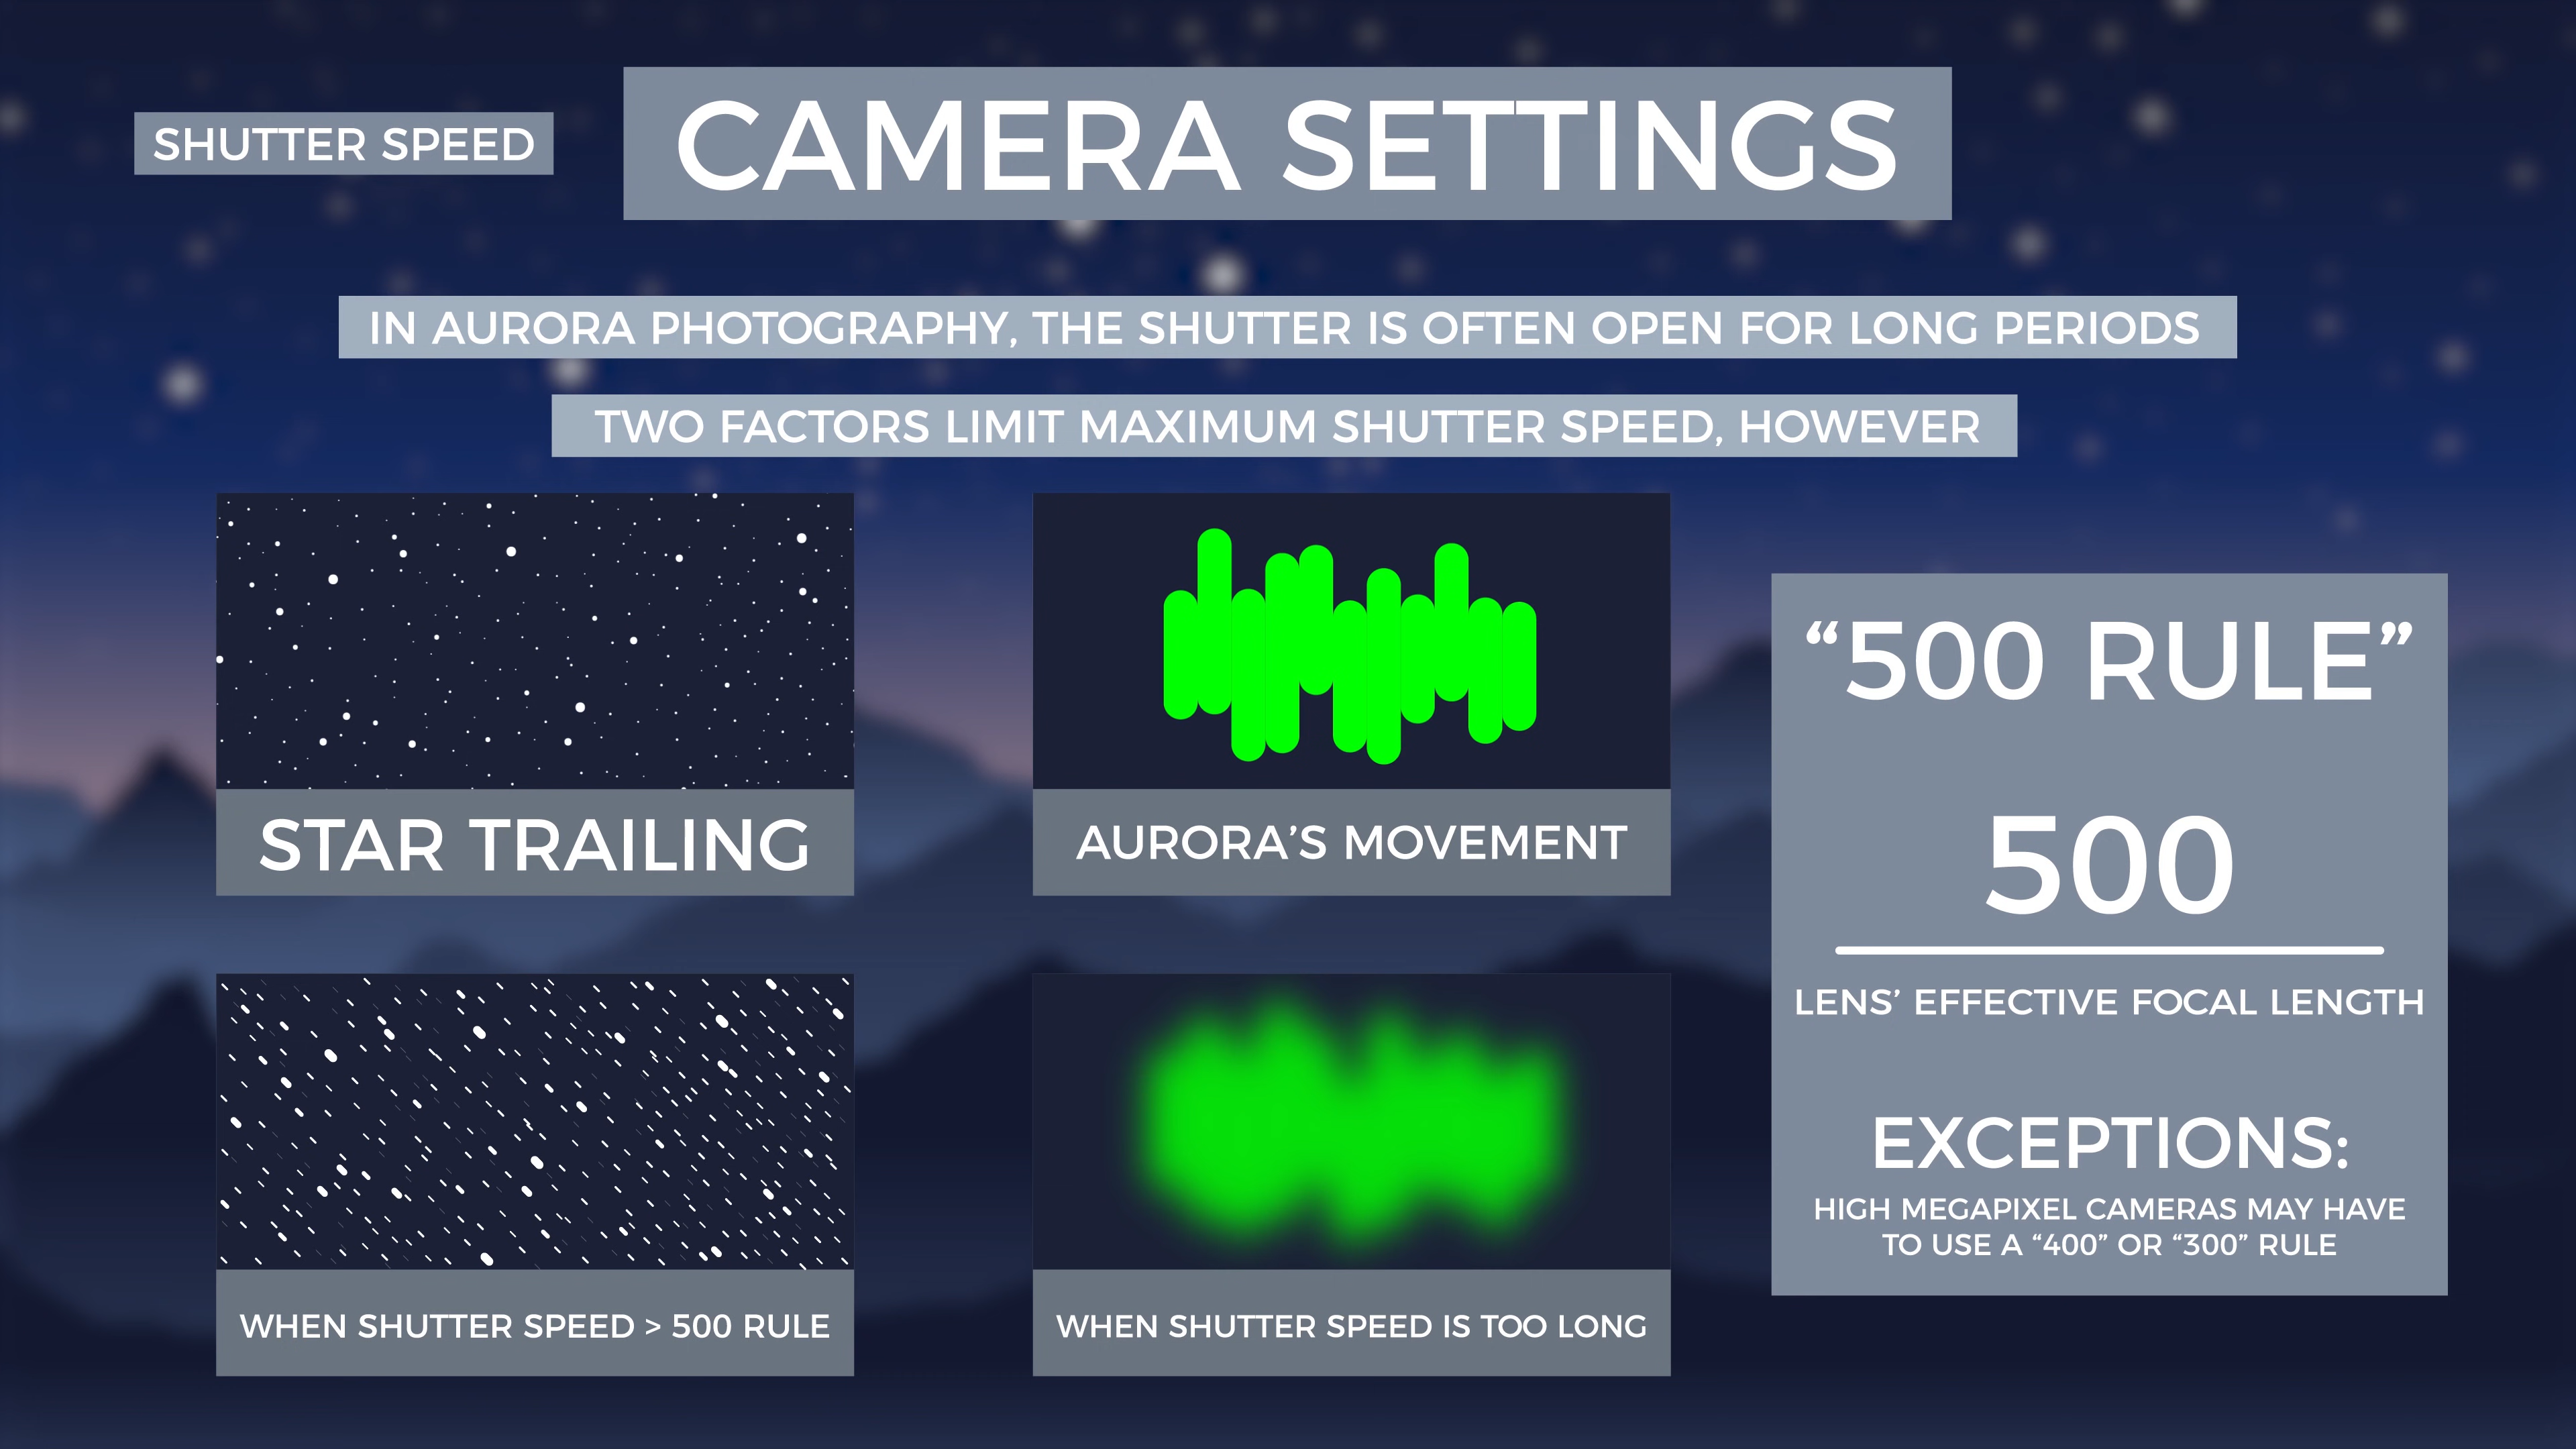 SHUTTER SPEED
CAMERA SETTINGS
IN AURORA PHOTOGRAPHY, THE SHUTTER IS OFTEN OPEN FOR LONG PERIODS
TWO FACTORS LIMIT MAXIMUM SHUTTER SPEED, HOWEVER
STAR TRAILING
AURORA’S MOVEMENT
WHEN SHUTTER SPEED > 500 RULE
WHEN SHUTTER SPEED IS TOO LONG
“500 RULE”
500
LENS’ EFFECTIVE FOCAL LENGTH
EXCEPTIONS:
HIGH MEGAPIXEL CAMERAS MAY HAVE
TO USE A “400” OR “300” RULE